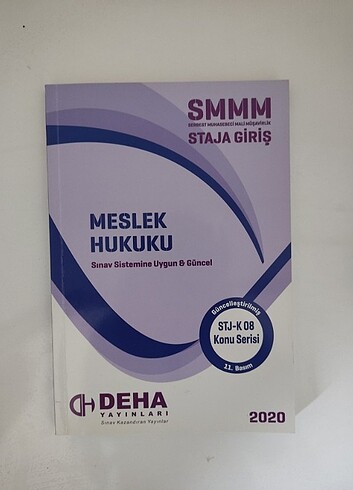 SMMM
SERBEST MUHASEBECİ MALİ MÜŞAVİRLİK
STAJA GİRİŞ
MESLEK
HUKUKU
Sınav Sistemine Uygun & Güncel
Güncelleştirilmiş
STJ-K 08
Konu Serisi
11. Basım
DEHA
YAYINLARI
Sınav Kazandıran Yayınlar
2020